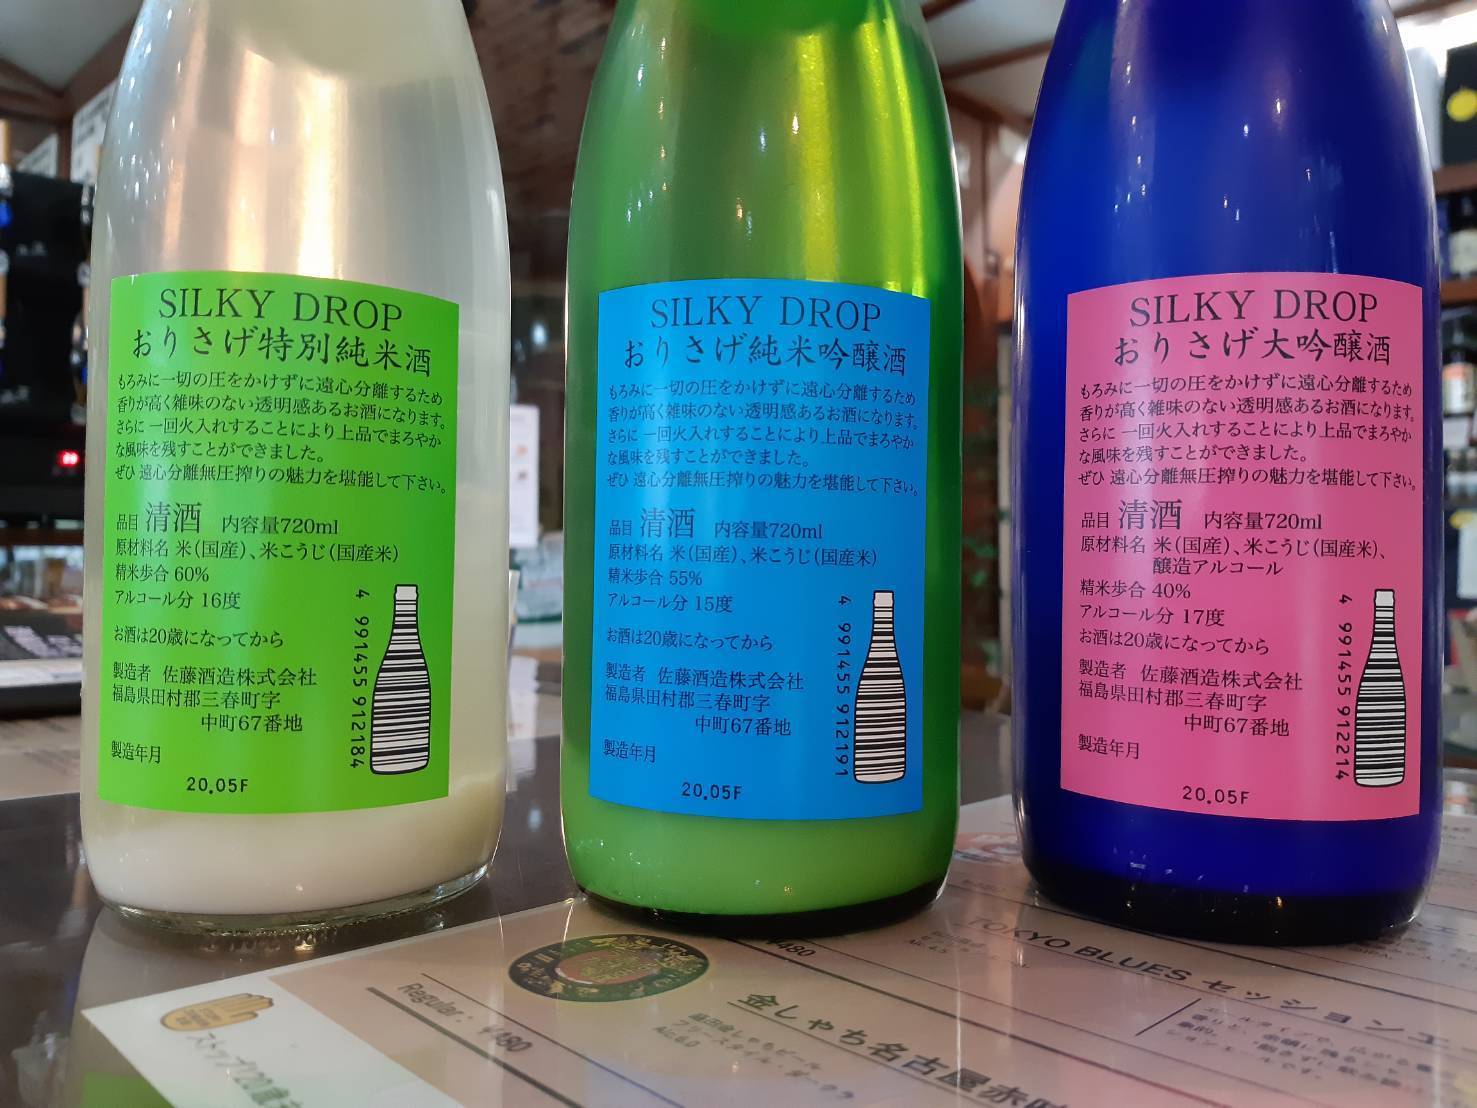 SILKY DROP
おりさげ特別純米酒
もろみに一切の圧をかけずに遠心分離するため
香りが高く雑味のない透明感あるお酒になります。
さらに 一回火入れすることにより上品でまろやか
な風味を残すことができました。
ぜひ 遠心分離無圧搾りの魅力を堪能して下さい。
品目 清酒 内容量720ml
原材料名 米(国産)、米こうじ(国産米)
精米歩合 60%
アルコール分 16度
お酒は20歳になってから
製造者 佐藤酒造株式会社
福島県田村郡三春町字
中町67番地
製造年月
20.05F
4 991455 912184
SILKY DROP
おりさげ純米吟醸酒
もろみに一切の圧をかけずに遠心分離するため
香りが高く雑味のない透明感あるお酒になります。
さらに 一回火入れすることにより上品でまろやか
な風味を残すことができました。
ぜひ 遠心分離無圧搾りの魅力を堪能して下さい。
品目 清酒 内容量720ml
原材料名 米(国産)、米こうじ(国産米)
精米歩合 55%
アルコール分 15度
お酒は20歳になってから
製造者 佐藤酒造株式会社
福島県田村郡三春町字
中町67番地
製造年月
20.05F
4 991455 912191
SILKY DROP
おりさげ大吟醸酒
もろみに一切の圧をかけずに遠心分離するため
香りが高く雑味のない透明感あるお酒になります。
さらに 一回火入れすることにより上品でまろやか
な風味を残すことができました。
ぜひ 遠心分離無圧搾りの魅力を堪能して下さい。
品目 清酒 内容量720ml
原材料名 米(国産)、米こうじ(国産米)、
醸造アルコール
精米歩合 40%
アルコール分 17度
お酒は20歳になってから
製造者 佐藤酒造株式会社
福島県田村郡三春町字
中町67番地
製造年月
20.05F
4 991455 912214
¥480
TOKYO BLUES セッションエ
Regular: ¥480
金しゃち名古屋赤味
Alc.6.0
ストップ!20歳未